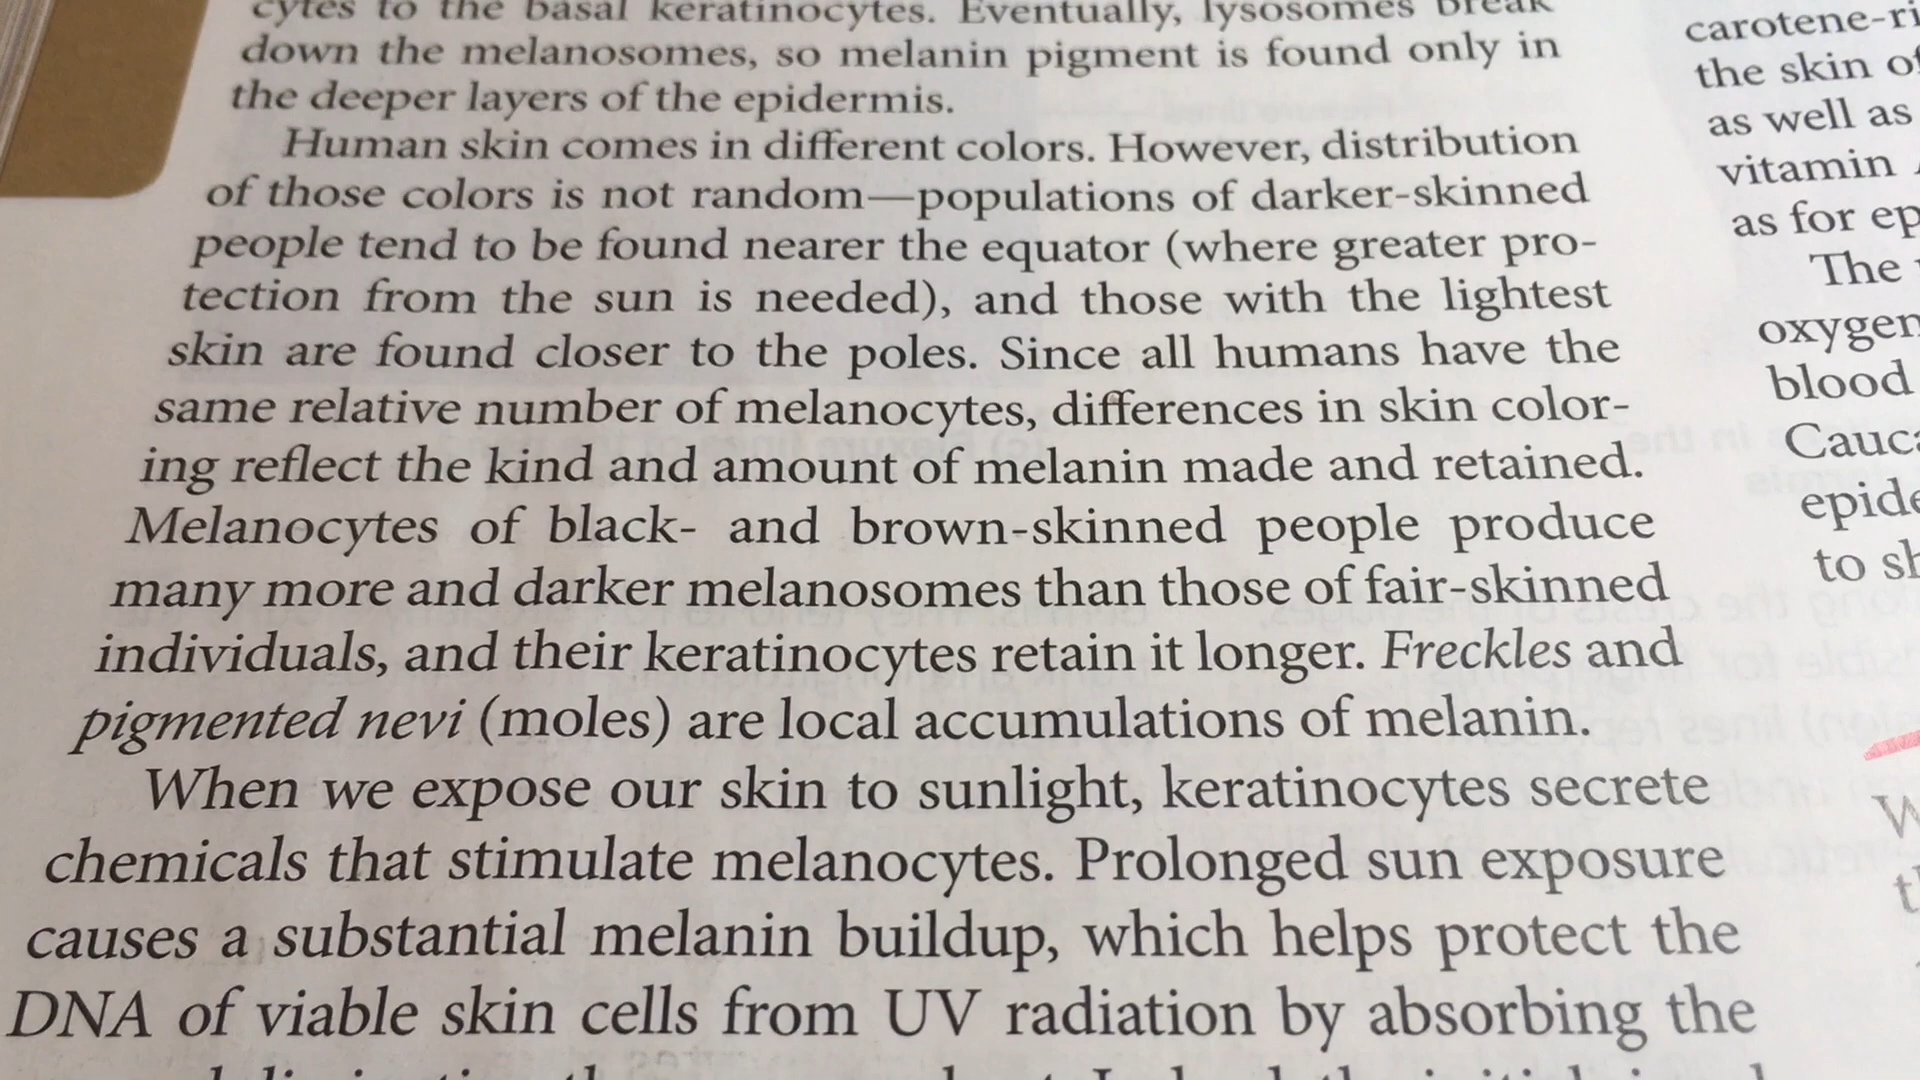 cytes to the basal keratinocytes. Eventually, lysosomes break
down the melanosomes, so melanin pigment is found only in
the deeper layers of the epidermis.
Human skin comes in different colors. However, distribution
of those colors is not random—populations of darker-skinned
people tend to be found nearer the equator (where greater pro-
tection from the sun is needed), and those with the lightest
skin are found closer to the poles. Since all humans have the
same relative number of melanocytes, differences in skin color-
ing reflect the kind and amount of melanin made and retained.
Melanocytes of black- and brown-skinned people produce
many more and darker melanosomes than those of fair-skinned
individuals, and their keratinocytes retain it longer. Freckles and
pigmented nevi (moles) are local accumulations of melanin.
When we expose our skin to sunlight, keratinocytes secrete
chemicals that stimulate melanocytes. Prolonged sun exposure
causes a substantial melanin buildup, which helps protect the
DNA of viable skin cells from UV radiation by absorbing the
carotene-ri
the skin of
as well as
vitamin
as for ep
The
oxygen
blood
Cauca
epide
to sh